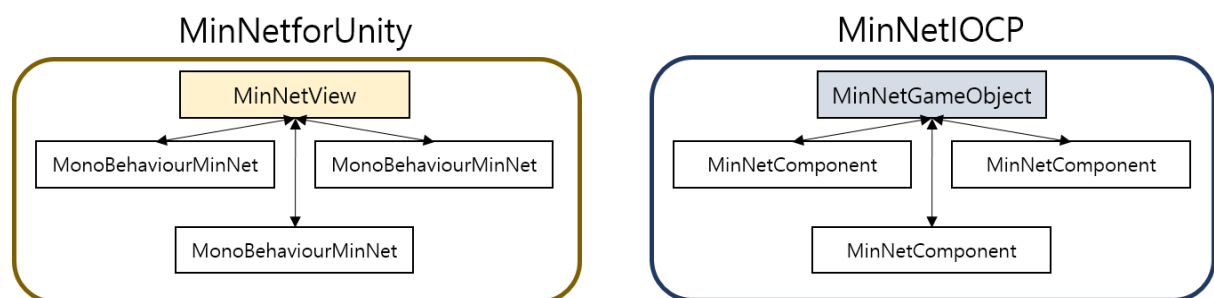 MinNetforUnity
MinNetView
MonoBehaviourMinNet
MonoBehaviourMinNet
MonoBehaviourMinNet
MinNetIOCP
MinNetGameObject
MinNetComponent
MinNetComponent
MinNetComponent